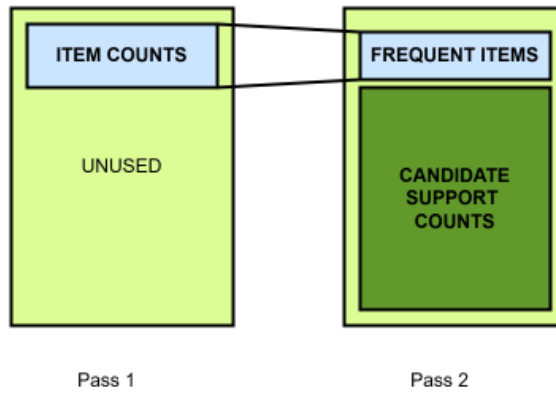 ITEM COUNTS
FREQUENT ITEMS
UNUSED
CANDIDATE
SUPPORT
COUNTS
Pass 1
Pass 2